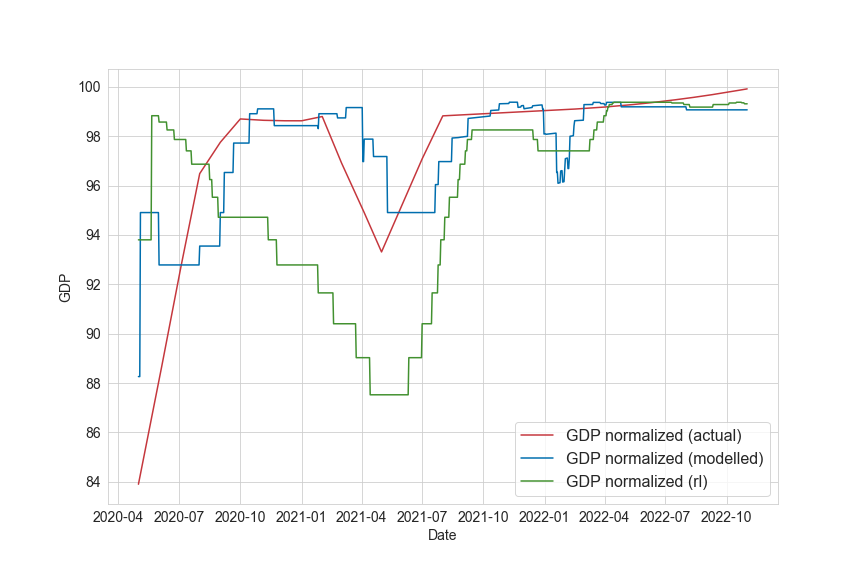 100
98
96
94
92
90
88
86
84
GDP
GDP normalized (actual)
GDP normalized (modelled)
GDP normalized (rl)
2020-04 2020-07 2020-10 2021-01 2021-04 2021-07 2021-10 2022-01 2022-04 2022-07 2022-10
Date